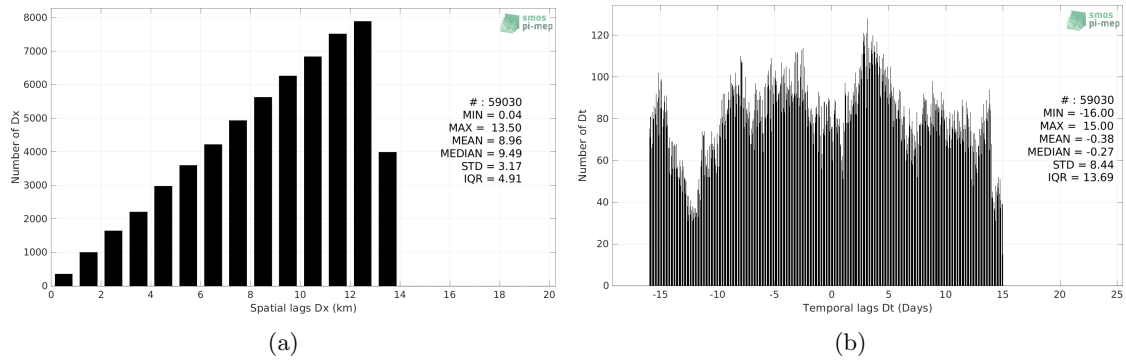 smos
pi-mep
8000
7000
6000
5000
4000
3000
2000
1000
0
Number of Dx
# : 59030
MIN = 0.04
MAX = 13.50
MEAN = 8.96
MEDIAN = 9.49
STD = 3.17
IQR = 4.91
0 2 4 6 8 10 12 14 16 18 20
Spatial lags Dx (km)
(a)
smos
pi-mep
120
100
80
60
40
20
0
Number of Dt
# : 59030
MIN = -16.00
MAX = 15.00
MEAN = -0.38
MEDIAN = -0.27
STD = 8.44
IQR = 13.69
-15 -10 -5 0 5 10 15 20 25
Temporal lags Dt (Days)
(b)